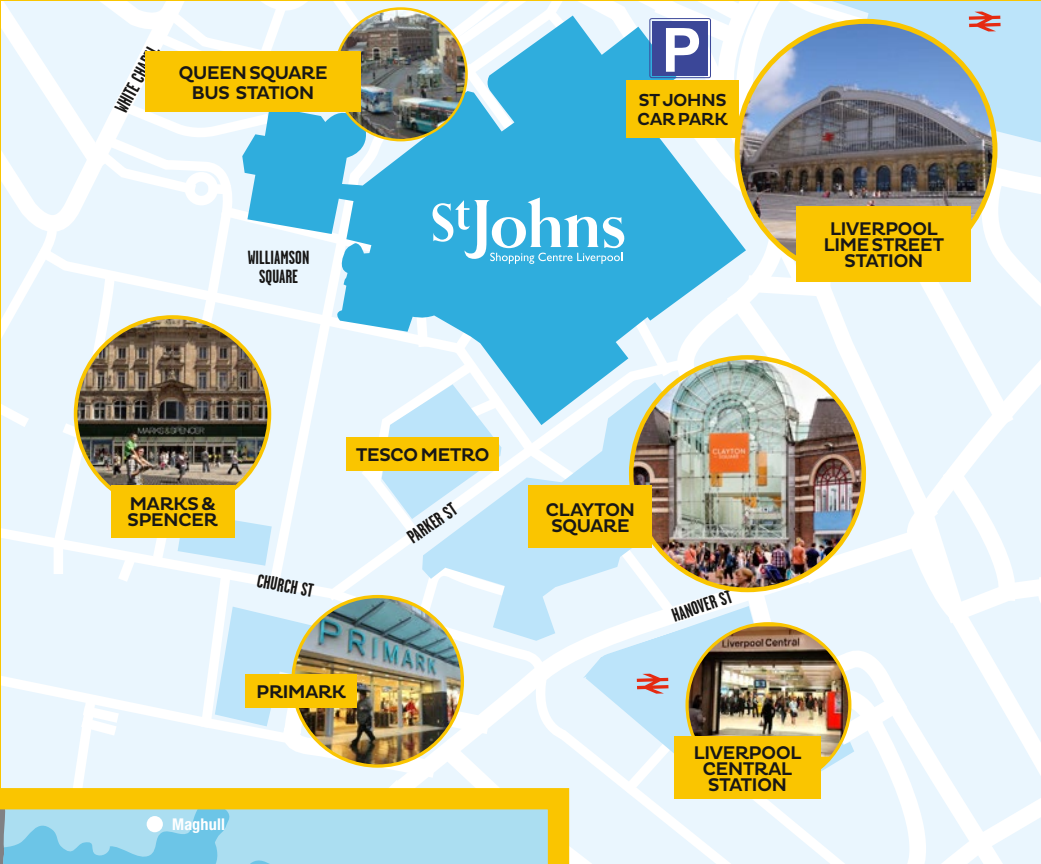 WHITE CHAPEL
QUEEN SQUARE
BUS STATION
P
ST JOHNS
CAR PARK
LIVERPOOL
LIME STREET
STATION
St Johns
Shopping Centre Liverpool
WILLIAMSON
SQUARE
MARKS & SPENCER
MARKS &
SPENCER
TESCO METRO
CLAYTON
SQUARE
CLAYTON
SQUARE
PARKER ST
CHURCH ST
HANOVER ST
PRIMARK
PRIMARK
Liverpool Central
LIVERPOOL
CENTRAL
STATION
Maghull